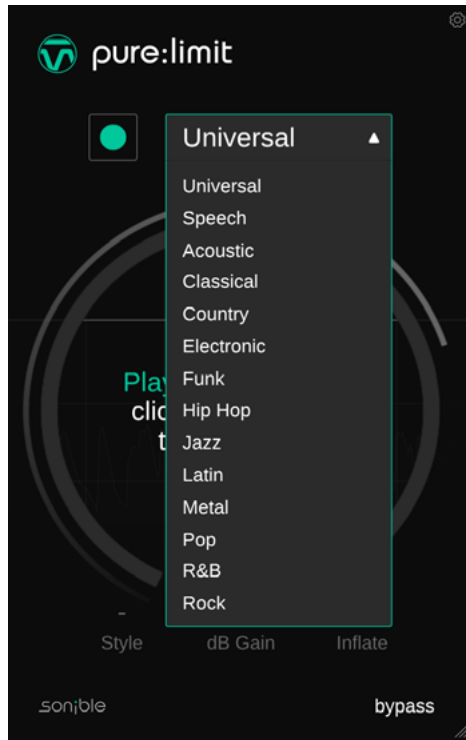 pure:limit
Universal
Universal
Speech
Acoustic
Classical
Country
Electronic
Funk
Hip Hop
Jazz
Latin
Metal
Pop
R&B
Rock
-
Style dB Gain Inflate
sonible bypass